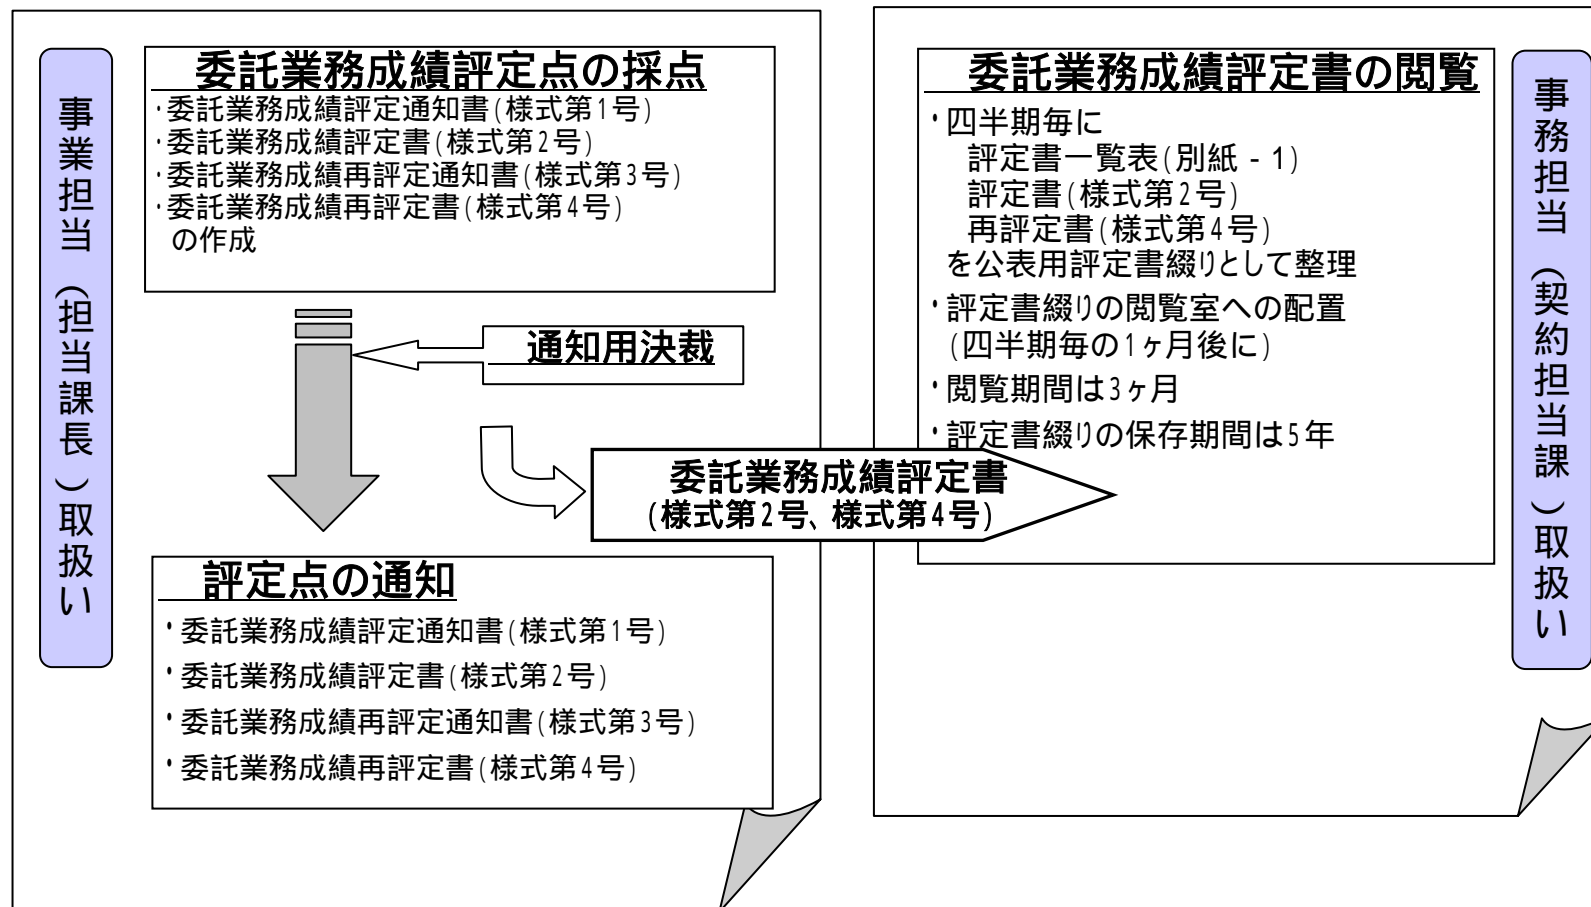 事業担当（担当課長）取扱い
委託業務成績評定点の採点
・委託業務成績評定通知書(様式第1号)
・委託業務成績評定書(様式第2号)
・委託業務成績再評定通知書(様式第3号)
・委託業務成績再評定書(様式第4号)
の作成
通知用決裁
委託業務成績評定書
(様式第2号、様式第4号)
評定点の通知
・委託業務成績評定通知書(様式第1号)
・委託業務成績評定書(様式第2号)
・委託業務成績再評定通知書(様式第3号)
・委託業務成績再評定書(様式第4号)
委託業務成績評定書の閲覧
・四半期毎に
評定書一覧表(別紙 - 1)
評定書(様式第2号)
再評定書(様式第4号)
を公表用評定書綴りとして整理
・評定書綴りの閲覧室への配置
(四半期毎の1ヶ月後に)
・閲覧期間は3ヶ月
・評定書綴りの保存期間は5年
事務担当（契約担当課）取扱い